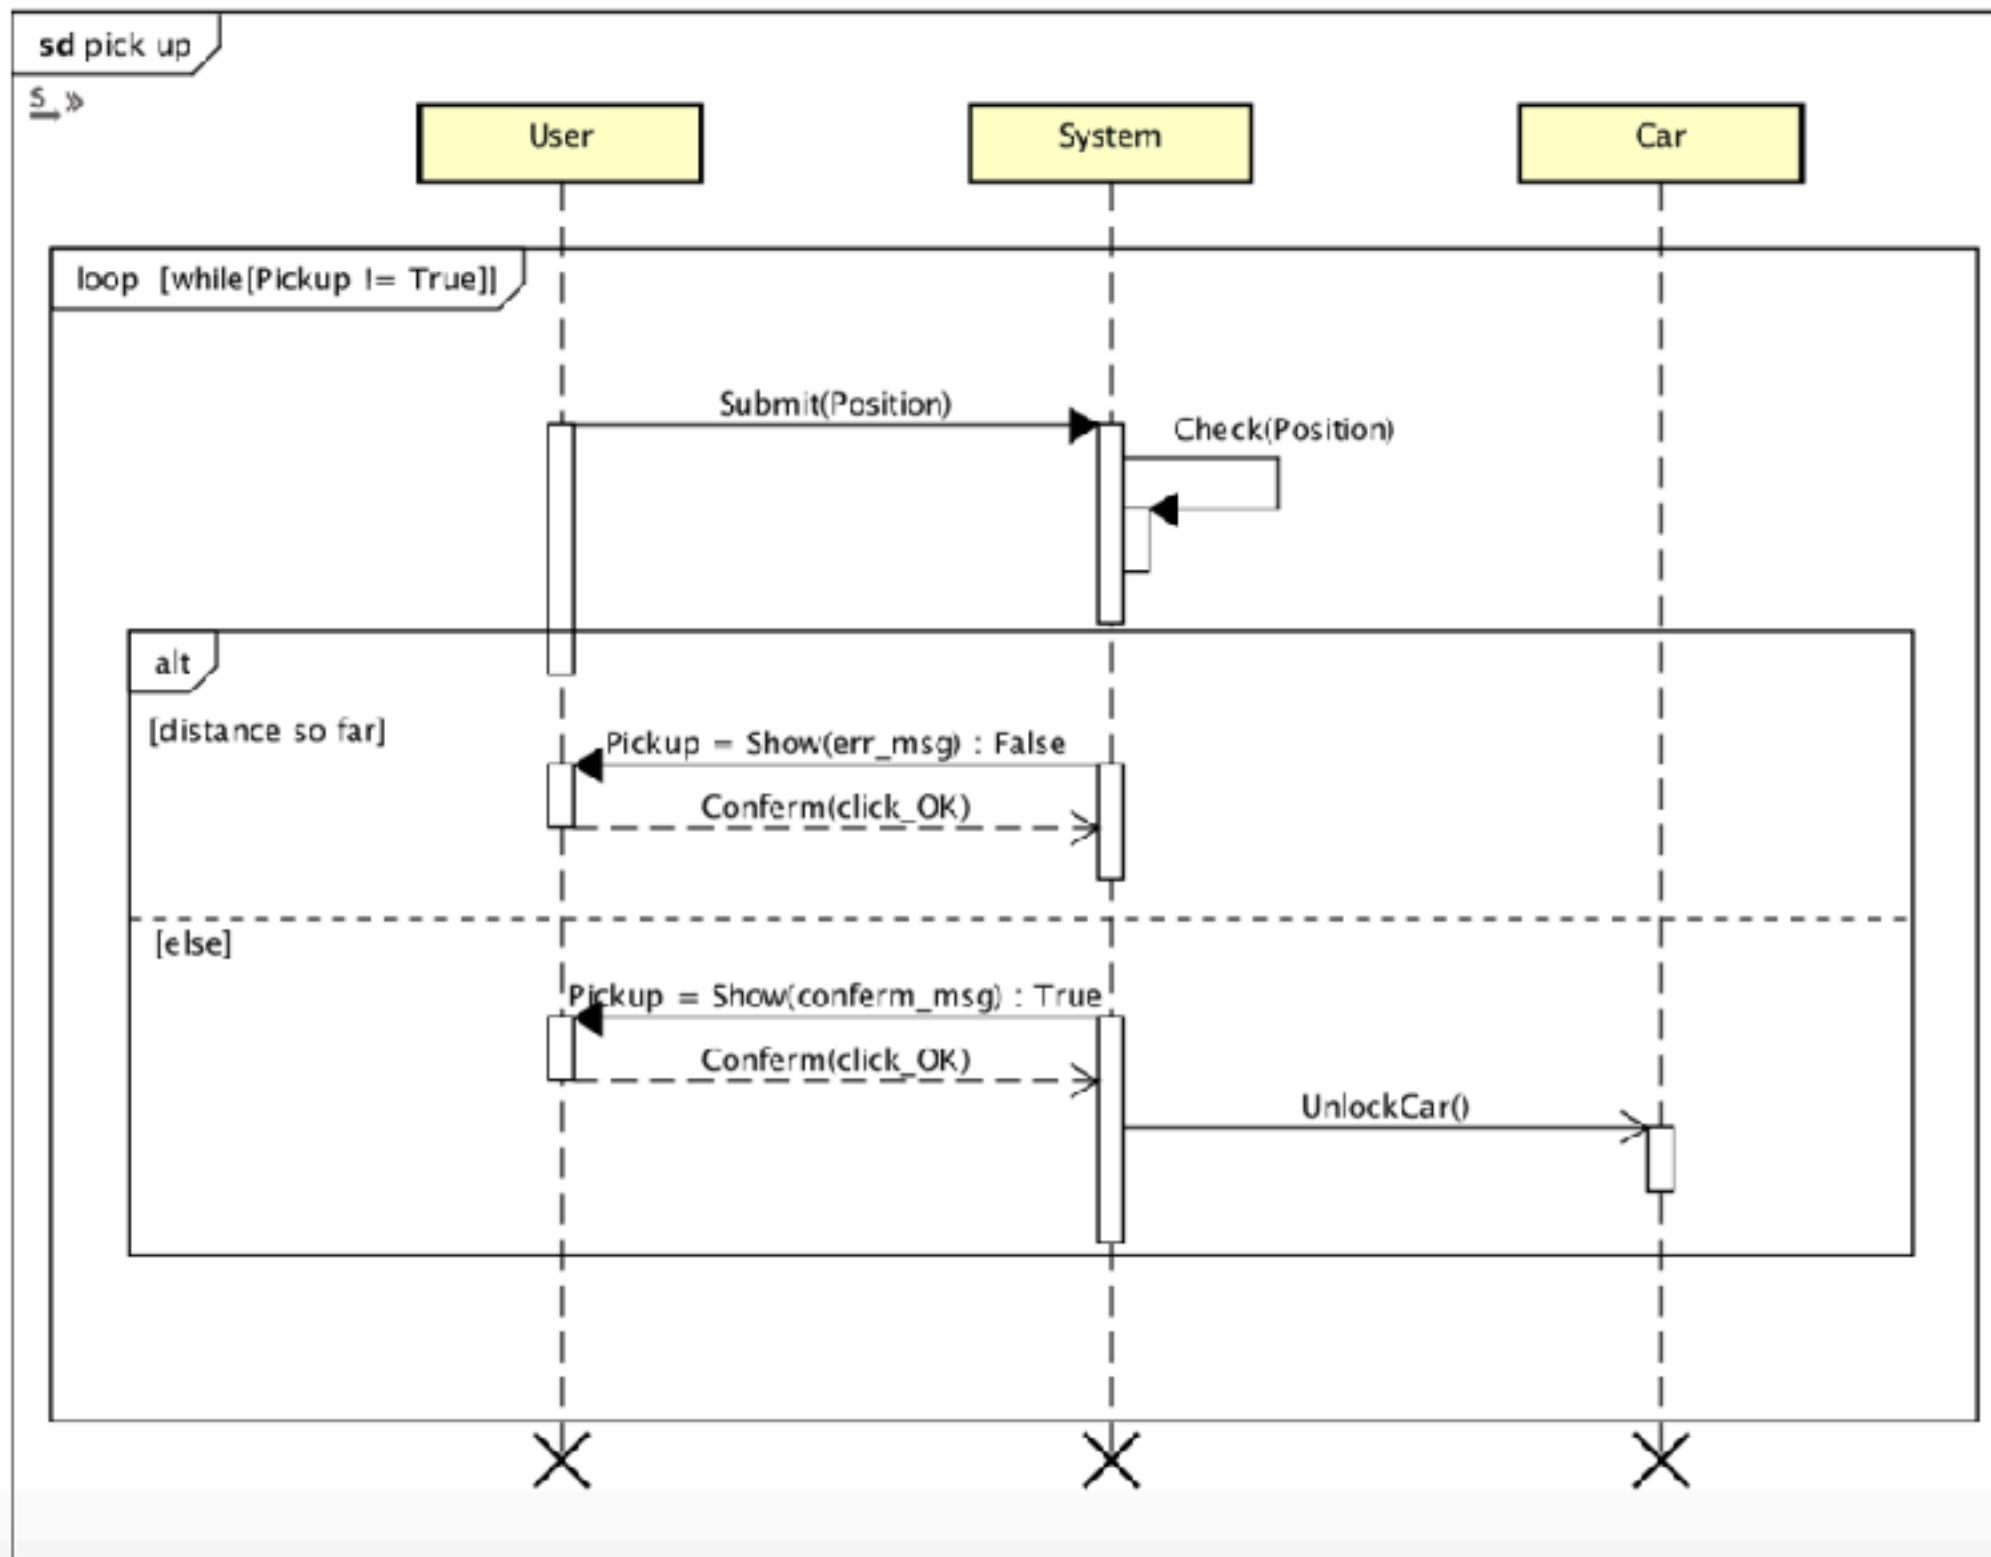 sd pick up
S »
User
System
Car
loop [while[Pickup != True]]
Submit(Position)
Check(Position)
alt
[distance so far]
Pickup = Show(err_msg) : False
Conferm(click_OK)
[else]
Pickup = Show(conferm_msg) : True
Conferm(click_OK)
UnlockCar()